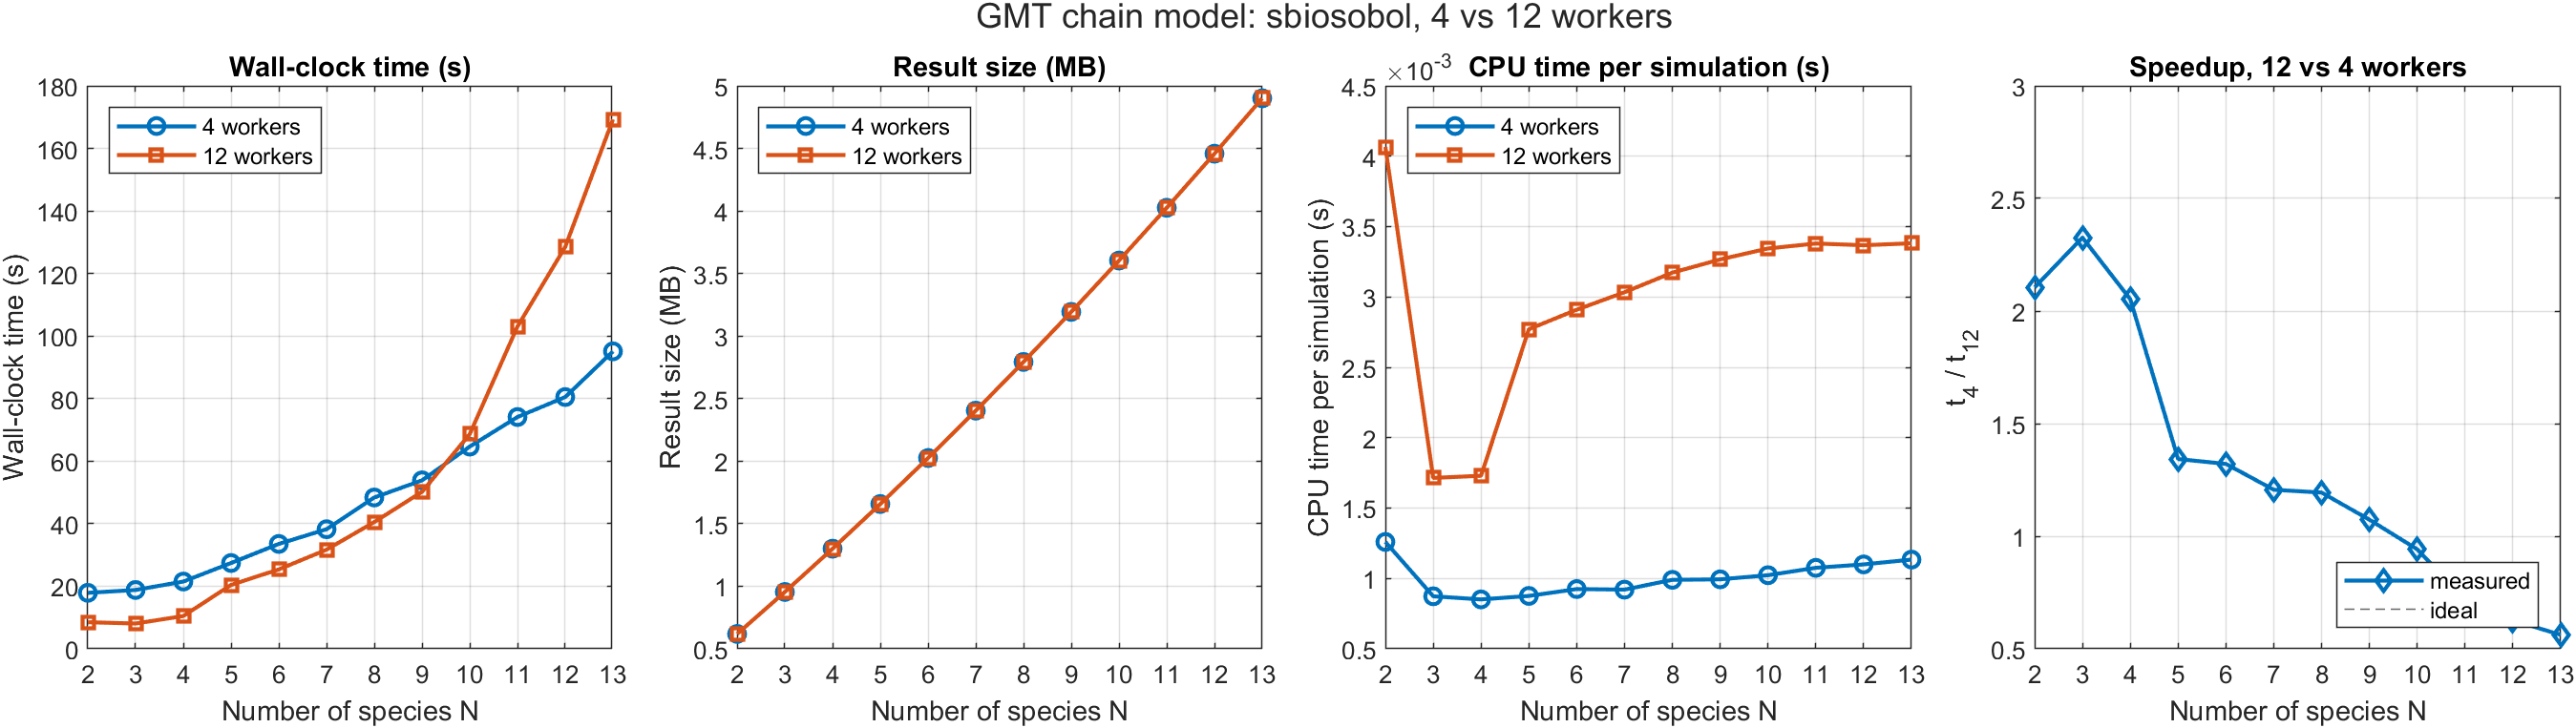 GMT chain model: sbiosobol, 4 vs 12 workers
Wall-clock time (s)
180
160
140
120
100
80
60
40
20
0
Wall-clock time (s)
4 workers
12 workers
2 3 4 5 6 7 8 9 10 11 12 13
Number of species N
Result size (MB)
5
4.5
4
3.5
3
2.5
2
1.5
1
0.5
Result size (MB)
4 workers
12 workers
2 3 4 5 6 7 8 9 10 11 12 13
Number of species N
×10⁻³
CPU time per simulation (s)
4.5
4
3.5
3
2.5
2
1.5
1
0.5
CPU time per simulation (s)
4 workers
12 workers
2 3 4 5 6 7 8 9 10 11 12 13
Number of species N
Speedup, 12 vs 4 workers
3
2.5
2
1.5
1
0.5
t₄ / t₁₂
measured
ideal
2 3 4 5 6 7 8 9 10 11 12 13
Number of species N